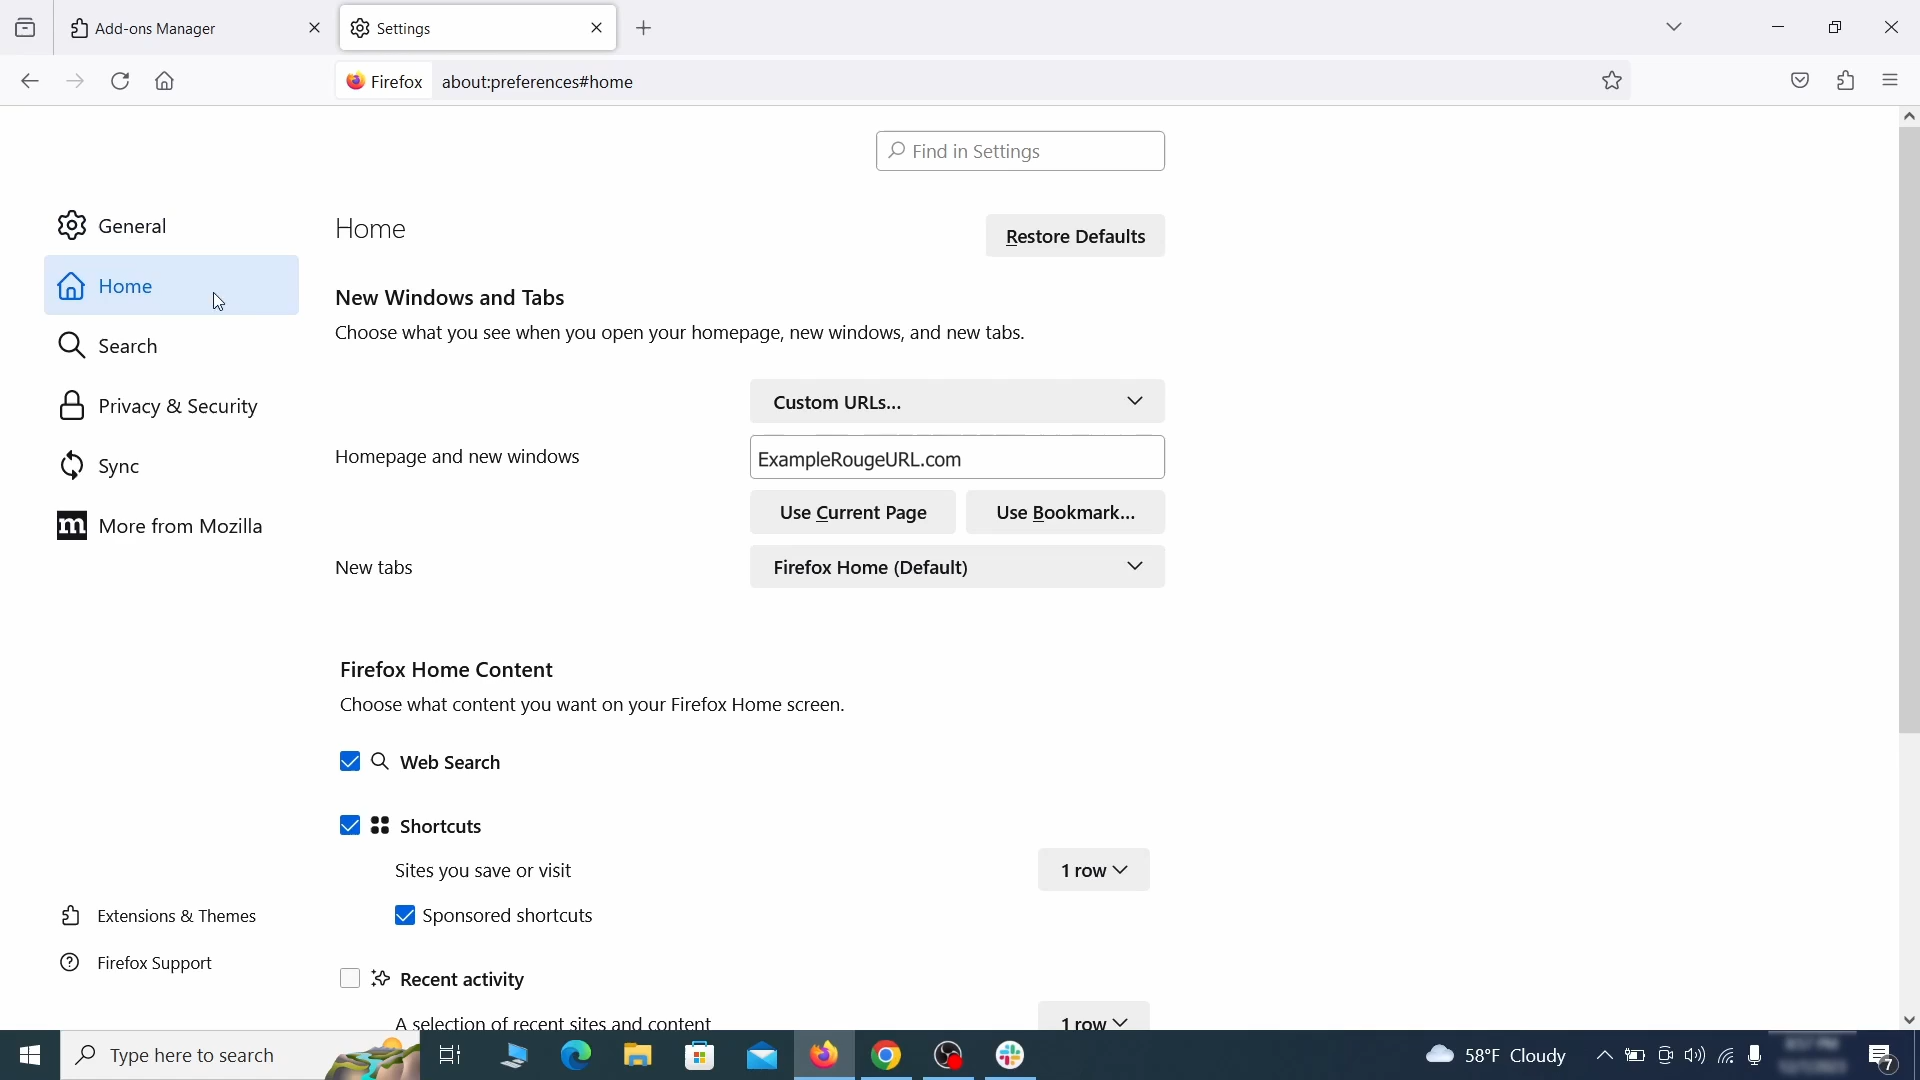 Add-ons Manager
Settings
Firefox about:preferences#home
Find in Settings
General
Home
Search
Privacy & Security
Sync
More from Mozilla
Extensions & Themes
Firefox Support
Home
Restore Defaults
New Windows and Tabs
Choose what you see when you open your homepage, new windows, and new tabs.
Custom URLs...
Homepage and new windows
ExampleRougeURL.com
Use Current Page Use Bookmark...
New tabs Firefox Home (Default)
Firefox Home Content
Choose what content you want on your Firefox Home screen.
Web Search
Shortcuts
Sites you save or visit 1 row
Sponsored shortcuts
Recent activity
A selection of recent sites and content 1 row
Type here to search
58°F Cloudy
7